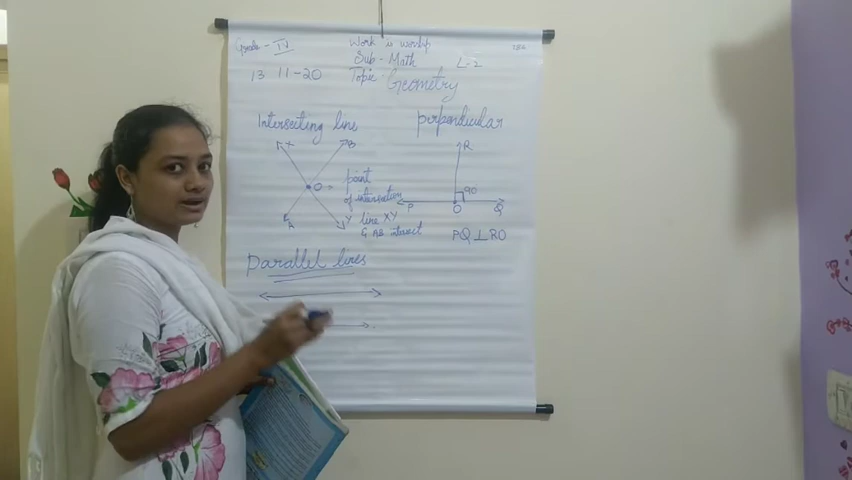 Grade - IV
Work is worship
Sub - Math
L-2
13 11-20
Topic - Geometry
Intersecting line
perpendicular
X
B
R
O
point
of intersection
90
P
O
Q
A
Y
line XY
& AB intersect
PQ⊥RO
parallel lines